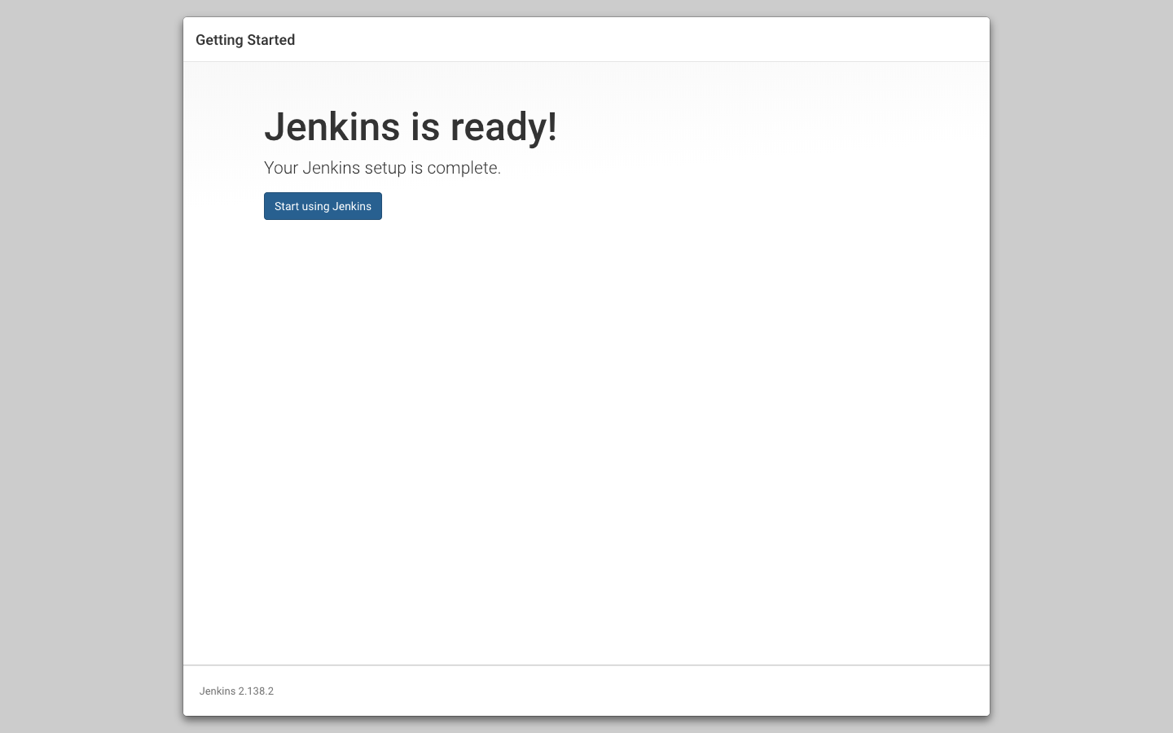 Getting Started
Jenkins is ready!
Your Jenkins setup is complete.
Start using Jenkins
Jenkins 2.138.2